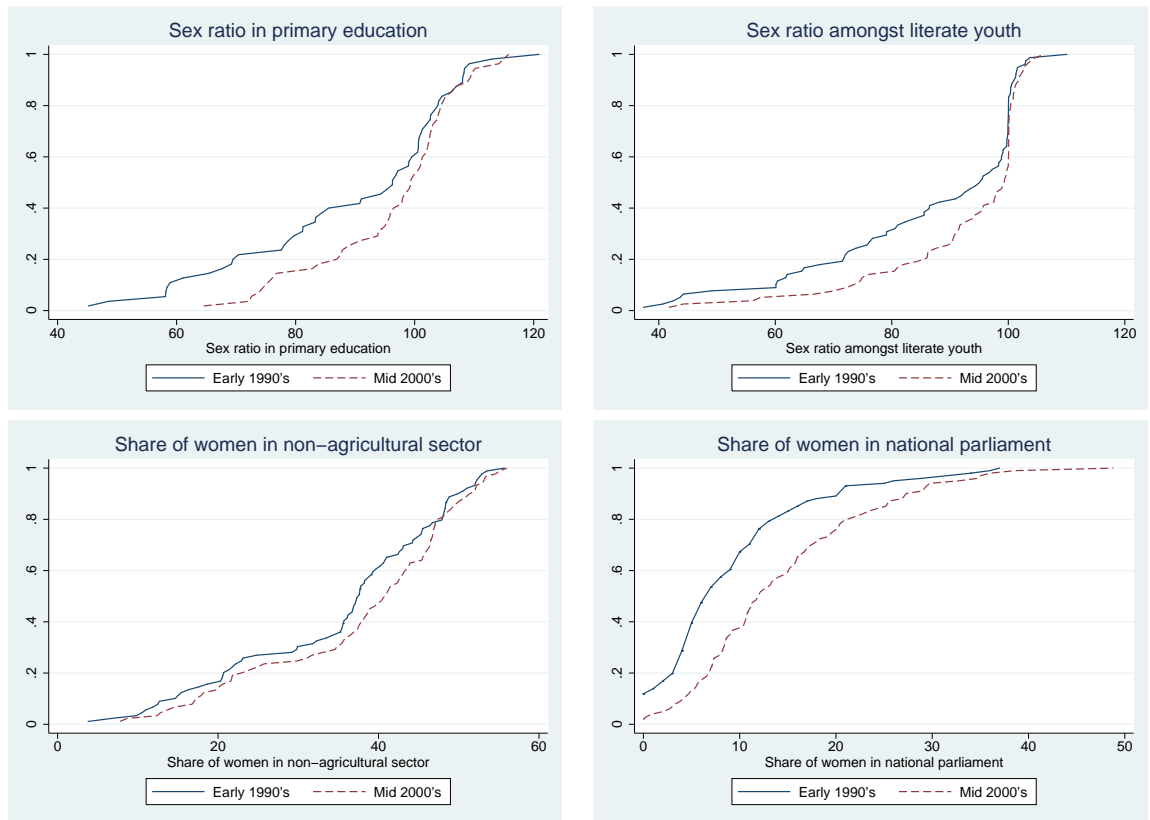 Sex ratio in primary education
1
.8
.6
.4
.2
0
40 60 80 100 120
Sex ratio in primary education
Early 1990's Mid 2000's
Sex ratio amongst literate youth
1
.8
.6
.4
.2
0
40 60 80 100 120
Sex ratio amongst literate youth
Early 1990's Mid 2000's
Share of women in non−agricultural sector
1
.8
.6
.4
.2
0
0 20 40 60
Share of women in non−agricultural sector
Early 1990's Mid 2000's
Share of women in national parliament
1
.8
.6
.4
.2
0
0 10 20 30 40 50
Share of women in national parliament
Early 1990's Mid 2000's